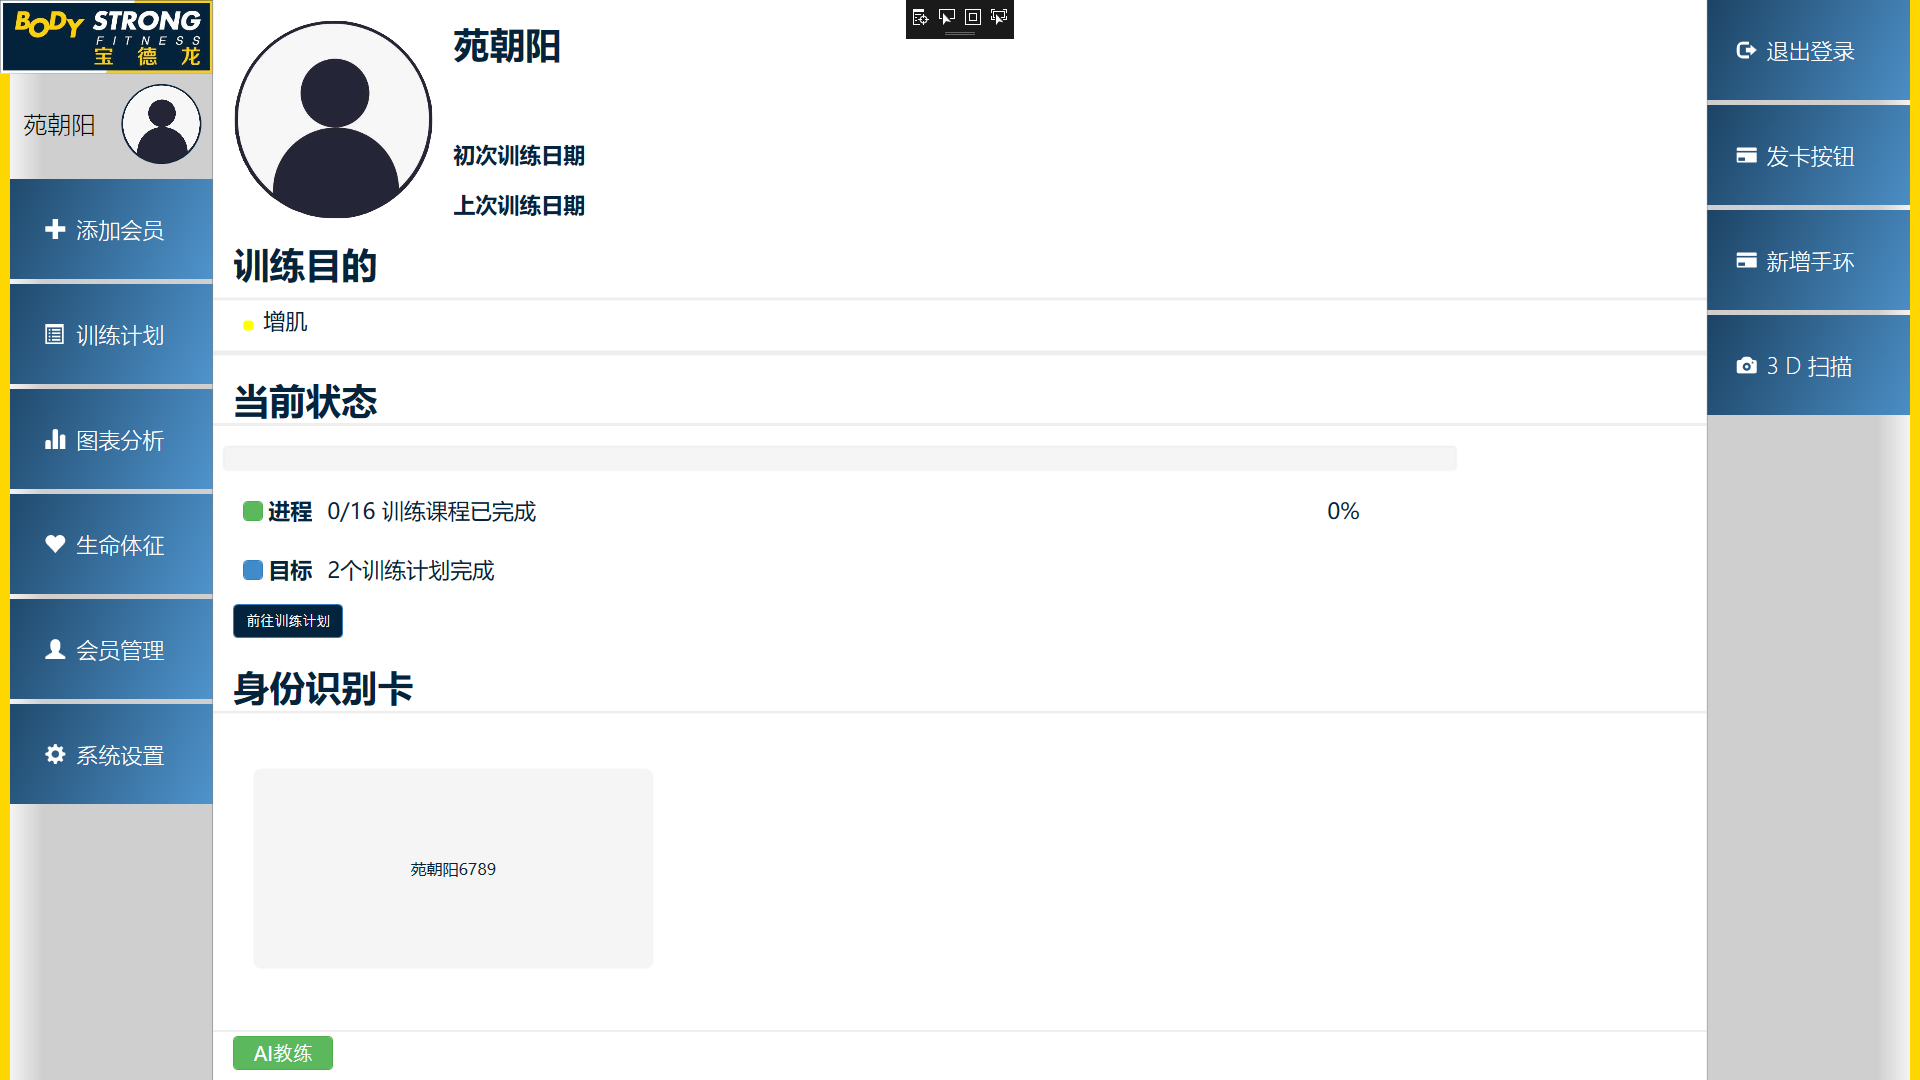 BODY STRONG
FITNESS
宝德龙
苑朝阳
添加会员
训练计划
图表分析
生命体征
会员管理
系统设置
苑朝阳
初次训练日期
上次训练日期
训练目的
增肌
当前状态
进程 0/16 训练课程已完成 0%
目标 2个训练计划完成
前往训练计划
身份识别卡
苑朝阳6789
AI教练
退出登录
发卡按钮
新增手环
3 D 扫描